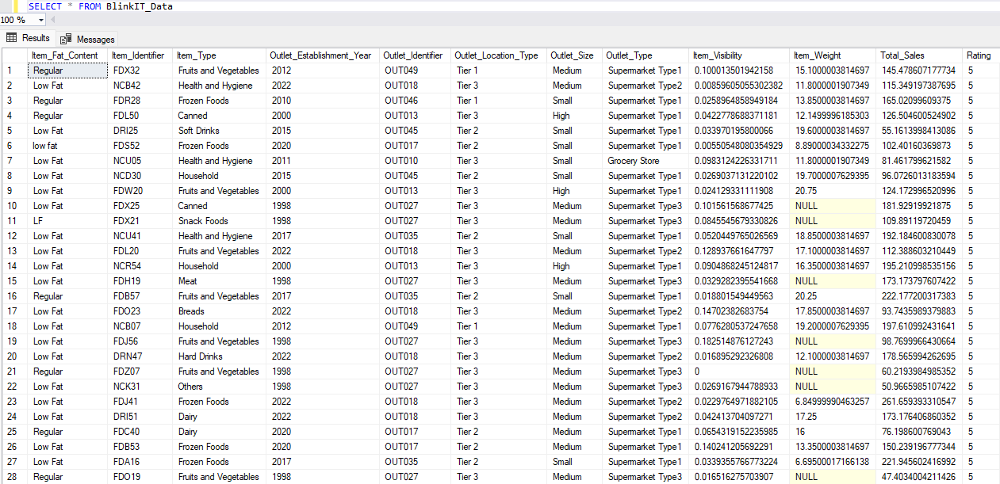 SELECT * FROM BlinkIT_Data
100 %
Results Messages
Item_Fat_Content Item_Identifier Item_Type Outlet_Establishment_Year Outlet_Identifier Outlet_Location_Type Outlet_Size Outlet_Type Item_Visibility Item_Weight Total_Sales Rating
1 Regular FDX32 Fruits and Vegetables 2012 OUT049 Tier 1 Medium Supermarket Type1 0.100013501942158 15.1000003814697 145.478607177734 5
2 Low Fat NCB42 Health and Hygiene 2022 OUT018 Tier 3 Medium Supermarket Type2 0.00859605055302382 11.8000001907349 115.349197387695 5
3 Regular FDR28 Frozen Foods 2010 OUT046 Tier 1 Small Supermarket Type1 0.0258964858949184 13.8500003814697 165.02099609375 5
4 Regular FDL50 Canned 2000 OUT013 Tier 3 High Supermarket Type1 0.0422778688371181 12.1499996185303 126.504600524902 5
5 Low Fat DRI25 Soft Drinks 2015 OUT045 Tier 2 Small Supermarket Type1 0.033970195800066 19.6000003814697 55.1613998413086 5
6 low fat FDS52 Frozen Foods 2020 OUT017 Tier 2 Small Supermarket Type1 0.00550548080354929 8.89000034332275 102.40160369873 5
7 Low Fat NCU05 Health and Hygiene 2011 OUT010 Tier 3 Small Grocery Store 0.0983124226331711 11.8000001907349 81.461799621582 5
8 Low Fat NCD30 Household 2015 OUT045 Tier 2 Small Supermarket Type1 0.0269037131220102 19.7000007629395 96.0726013183594 5
9 Low Fat FDW20 Fruits and Vegetables 2000 OUT013 Tier 3 High Supermarket Type1 0.024129331111908 20.75 124.172996520996 5
10 Low Fat FDX25 Canned 1998 OUT027 Tier 3 Medium Supermarket Type3 0.101561568677425 NULL 181.92919921875 5
11 LF FDX21 Snack Foods 1998 OUT027 Tier 3 Medium Supermarket Type3 0.0845545679330826 NULL 109.89119720459 5
12 Low Fat NCU41 Health and Hygiene 2017 OUT035 Tier 2 Small Supermarket Type1 0.0520449765026569 18.8500003814697 192.184600830078 5
13 Low Fat FDL20 Fruits and Vegetables 2022 OUT018 Tier 3 Medium Supermarket Type2 0.128937661647797 17.1000003814697 112.388603210449 5
14 Low Fat NCR54 Household 2000 OUT013 Tier 3 High Supermarket Type1 0.0904868245124817 16.3500003814697 195.210998535156 5
15 Low Fat FDH19 Meat 1998 OUT027 Tier 3 Medium Supermarket Type3 0.0329282395541668 NULL 173.173797607422 5
16 Regular FDB57 Fruits and Vegetables 2017 OUT035 Tier 2 Small Supermarket Type1 0.018801549449563 20.25 222.177200317383 5
17 Low Fat FDO23 Breads 2022 OUT018 Tier 3 Medium Supermarket Type2 0.14702382683754 17.8500003814697 93.7435989379883 5
18 Low Fat NCB07 Household 2012 OUT049 Tier 1 Medium Supermarket Type1 0.0776280537247658 19.2000007629395 197.610992431641 5
19 Low Fat FDJ56 Fruits and Vegetables 1998 OUT027 Tier 3 Medium Supermarket Type3 0.182514876127243 NULL 98.7699966430664 5
20 Low Fat DRN47 Hard Drinks 2022 OUT018 Tier 3 Medium Supermarket Type2 0.016895292326808 12.1000003814697 178.565994262695 5
21 Regular FDZ07 Fruits and Vegetables 1998 OUT027 Tier 3 Medium Supermarket Type3 0 NULL 60.2193984985352 5
22 Low Fat NCK31 Others 1998 OUT027 Tier 3 Medium Supermarket Type3 0.0269167944788933 NULL 50.9665985107422 5
23 Low Fat FDJ41 Frozen Foods 2022 OUT018 Tier 3 Medium Supermarket Type2 0.0229764971882105 6.84999990463257 261.659393310547 5
24 Low Fat DRI51 Dairy 2022 OUT018 Tier 3 Medium Supermarket Type2 0.042413704097271 17.25 173.176406860352 5
25 Regular FDC40 Dairy 2020 OUT017 Tier 2 Medium Supermarket Type1 0.0654319152235985 16 76.198600769043 5
26 Low Fat FDB53 Frozen Foods 2020 OUT017 Tier 2 Medium Supermarket Type1 0.140241205692291 13.3500003814697 150.239196777344 5
27 Low Fat FDA16 Frozen Foods 2017 OUT035 Tier 2 Small Supermarket Type1 0.0339355766773224 6.69500017166138 221.945602416992 5
28 Regular FDO19 Fruits and Vegetables 1998 OUT027 Tier 3 Medium Supermarket Type3 0.016516275703907 NULL 47.4034004211426 5